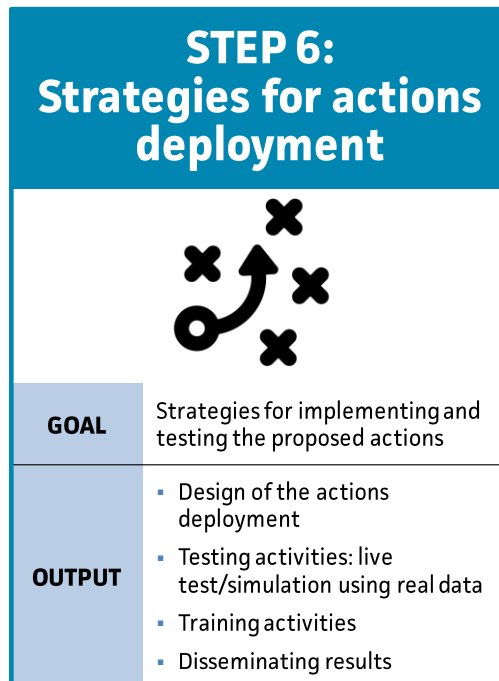 STEP 6:
Strategies for actions
deployment
GOAL
Strategies for implementing and
testing the proposed actions
OUTPUT
▪ Design of the actions
deployment
▪ Testing activities: live
test/simulation using real data
▪ Training activities
▪ Disseminating results